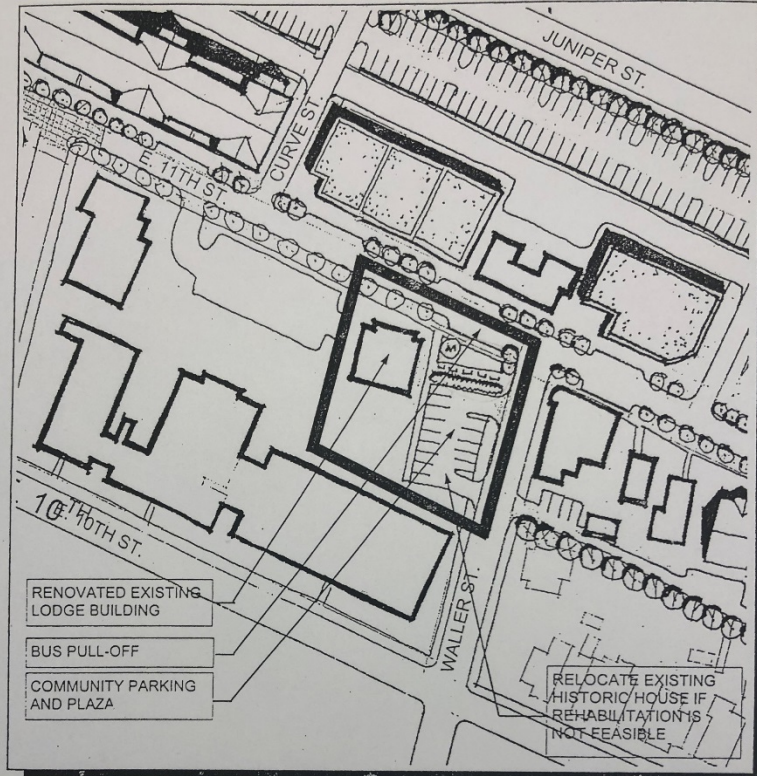 JUNIPER ST.
CURVE ST.
E. 11TH ST
10TH
E. 10TH ST.
WALLER ST.
RENOVATED EXISTING
LODGE BUILDING
BUS PULL-OFF
COMMUNITY PARKING
AND PLAZA
RELOCATE EXISTING
HISTORIC HOUSE IF
REHABILITATION IS
NOT FEASIBLE